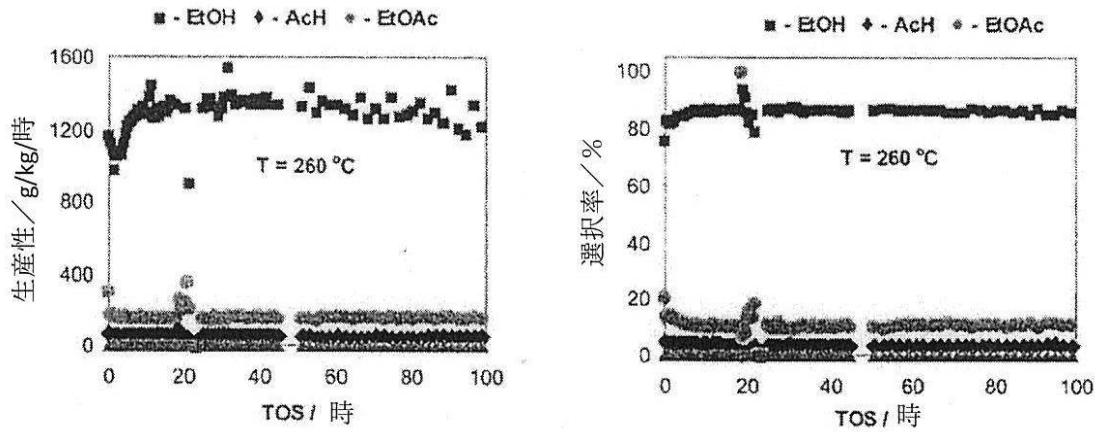 ■ - EtOH ◆ - AcH ● - EtOAc
1600
1200
800
400
0
生産性／g/kg/時
T = 260 °C
0 20 40 60 80 100
TOS / 時
■ - EtOH ◆ - AcH ● - EtOAc
100
80
60
40
20
0
選択率／%
T = 260 °C
0 20 40 60 80 100
TOS / 時